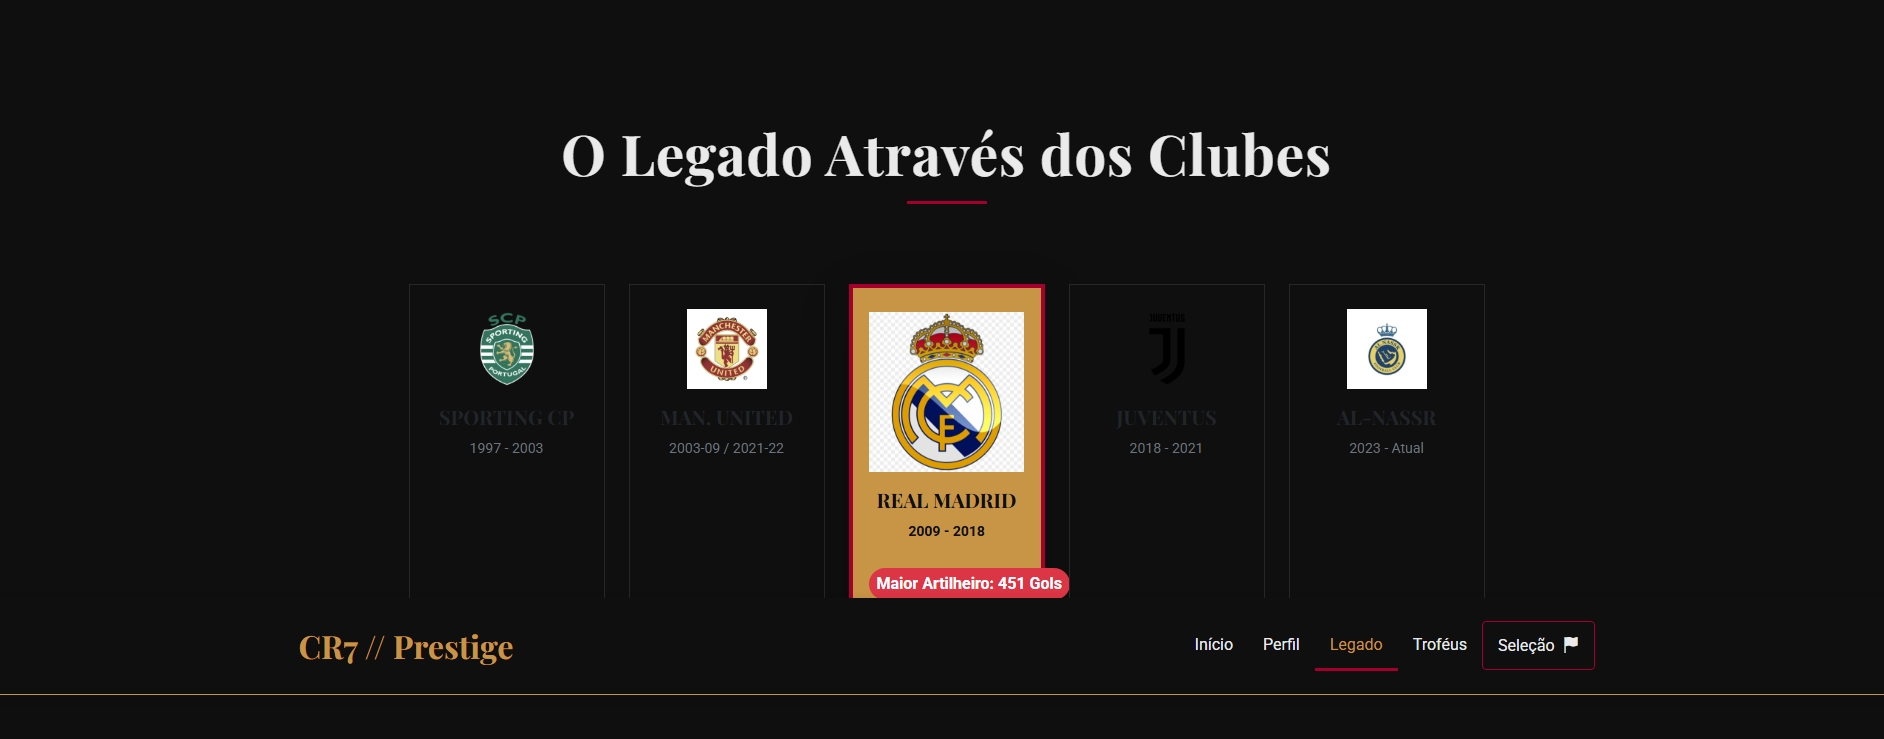 O Legado Através dos Clubes
SCP
SPORTING
PORTUGAL
SPORTING CP
1997 - 2003
MANCHESTER
UNITED
MAN. UNITED
2003-09 / 2021-22
REAL MADRID
2009 - 2018
Maior Artilheiro: 451 Gols
JUVENTUS
JUVENTUS
2018 - 2021
AL-NASSR
2023 - Atual
CR7 // Prestige
Início
Perfil
Legado
Troféus
Seleção